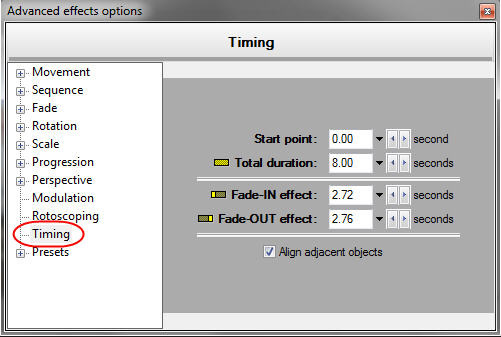 Advanced effects options
Timing
Movement
Sequence
Fade
Rotation
Scale
Progression
Perspective
Modulation
Rotoscoping
Timing
Presets
Start point: 0.00 second
Total duration: 8.00 seconds
Fade-IN effect: 2.72 seconds
Fade-OUT effect: 2.76 seconds
Align adjacent objects